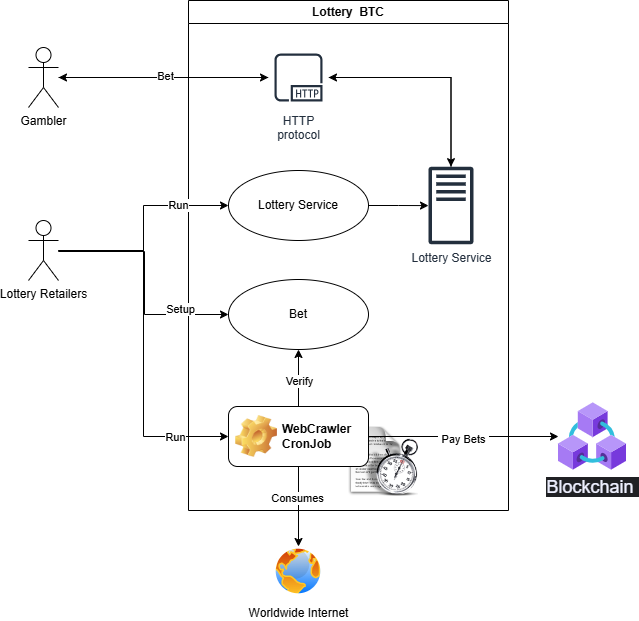 Lottery BTC
Bet
HTTP
Gambler
HTTP
protocol
Run
Lottery Service
Lottery Service
Lottery Retailers
Setup
Bet
Verify
WebCrawler
CronJob
Run
Pay Bets
Blockchain
Consumes
Worldwide Internet